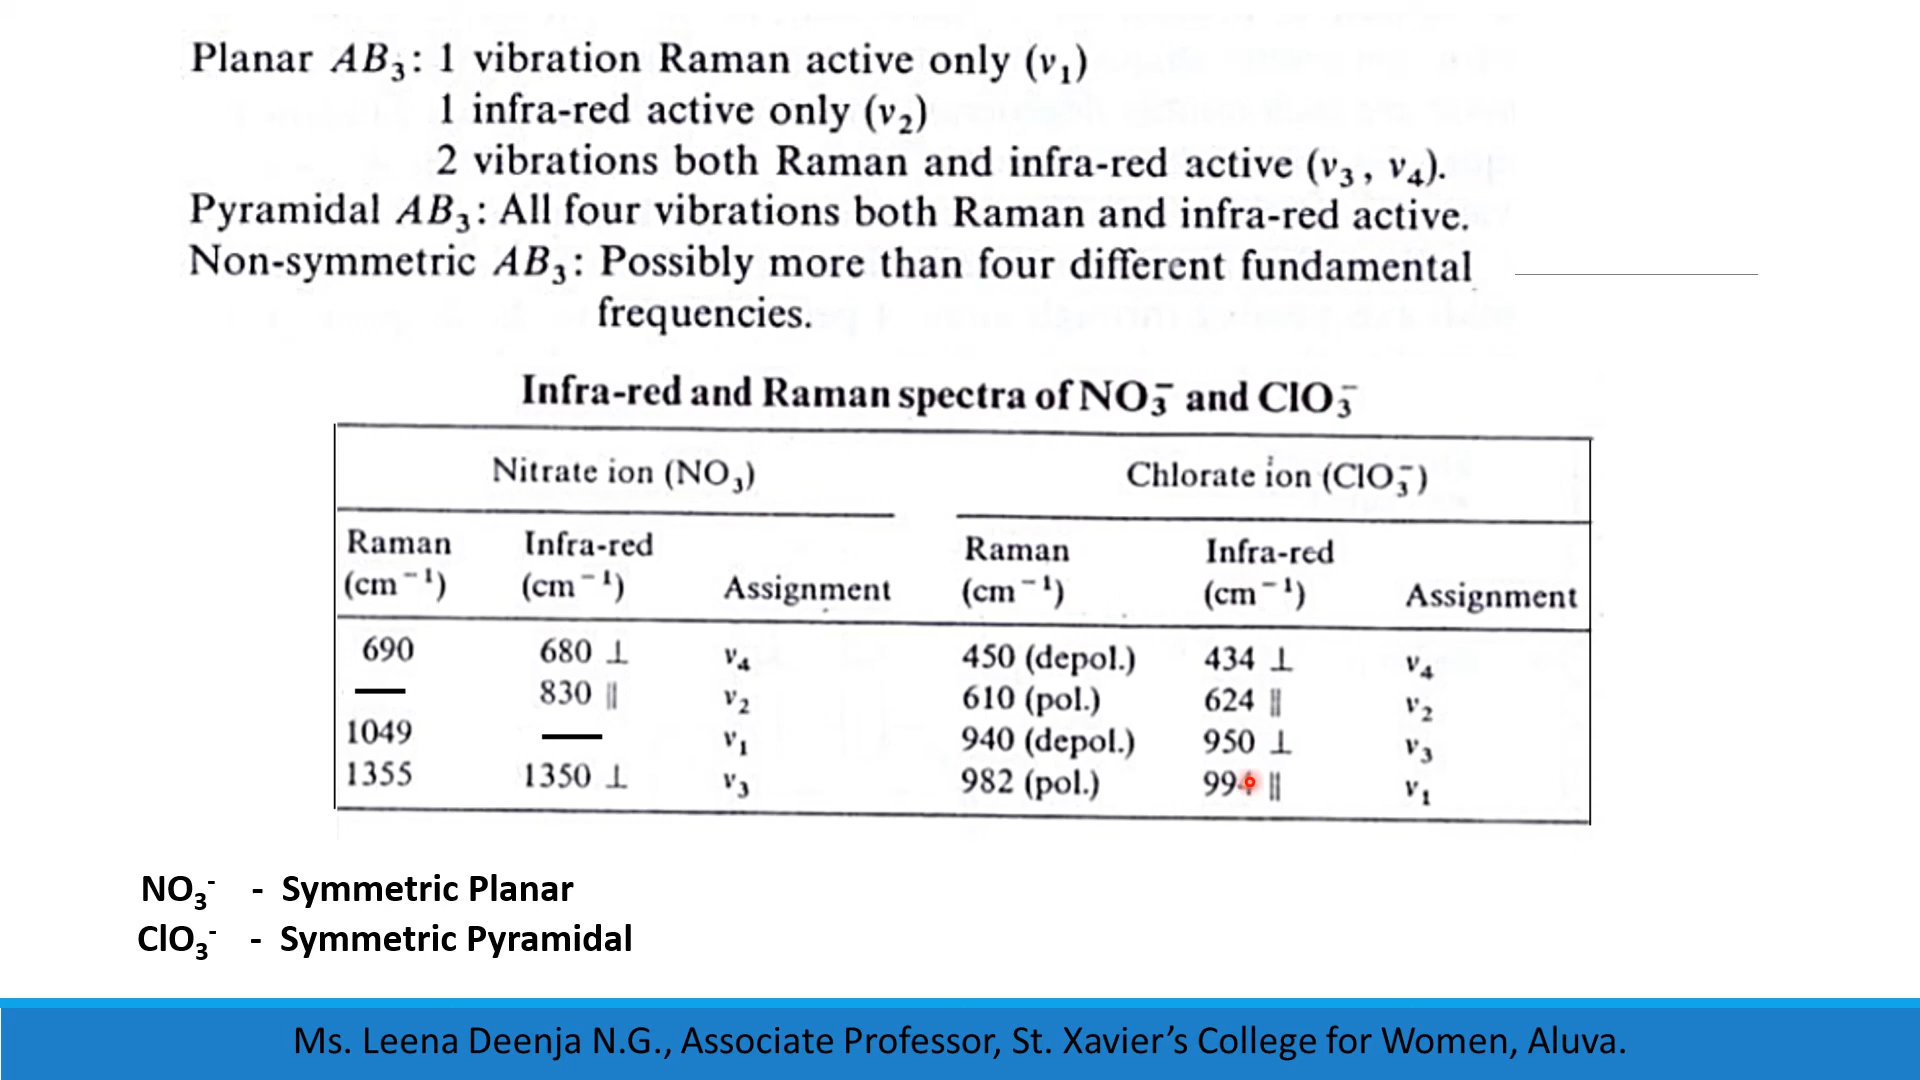 Planar AB₃: 1 vibration Raman active only (ν₁)
1 infra-red active only (ν₂)
2 vibrations both Raman and infra-red active (ν₃, ν₄).
Pyramidal AB₃: All four vibrations both Raman and infra-red active.
Non-symmetric AB₃: Possibly more than four different fundamental
frequencies.
Infra-red and Raman spectra of NO₃⁻ and ClO₃⁻
Nitrate ion (NO₃) Chlorate ion (ClO₃⁻)
Raman Infra-red Raman Infra-red
(cm⁻¹) (cm⁻¹) Assignment (cm⁻¹) (cm⁻¹) Assignment
690 680 ⊥ ν₄ 450 (depol.) 434 ⊥ ν₄
— 830 ∥ ν₂ 610 (pol.) 624 ∥ ν₂
1049 — ν₁ 940 (depol.) 950 ⊥ ν₃
1355 1350 ⊥ ν₃ 982 (pol.) ∥ ν₁
NO₃⁻ - Symmetric Planar
ClO₃⁻ - Symmetric Pyramidal
Ms. Leena Deenja N.G., Associate Professor, St. Xavier’s College for Women, Aluva.